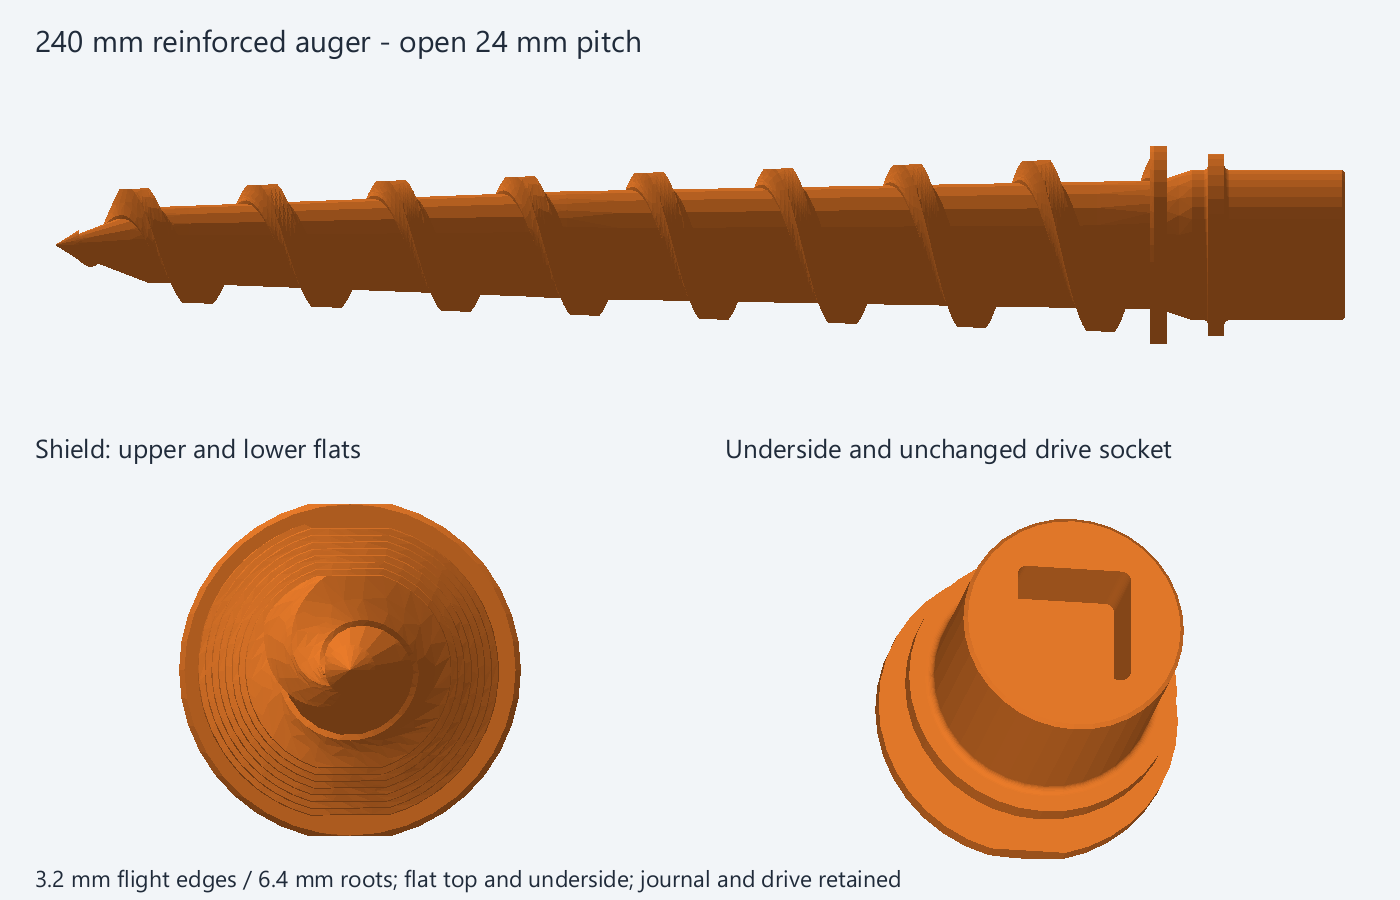 240 mm reinforced auger - open 24 mm pitch
Shield: upper and lower flats
Underside and unchanged drive socket
3.2 mm flight edges / 6.4 mm roots; flat top and underside; journal and drive retained